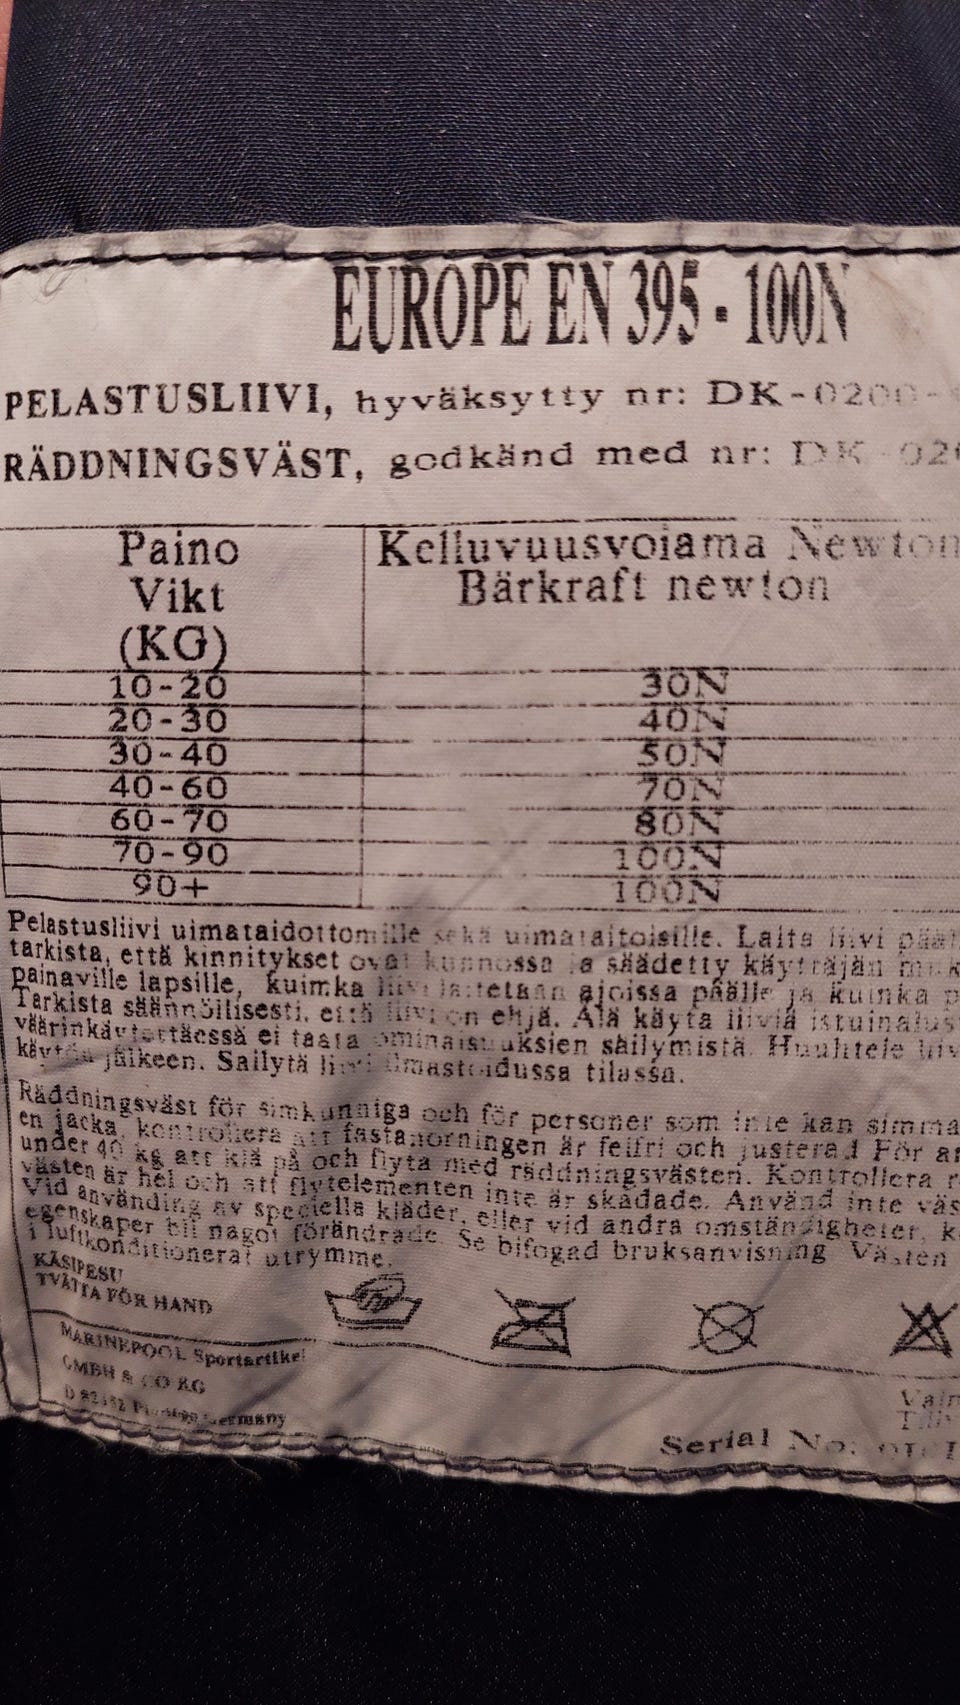 EUROPE EN 395 - 100N
PELASTUSLIIVI, hyväksytty nr: DK-0200-
RÄDDNINGSVÄST, godkänd med nr: DK 020
Paino Kelluvuusvoiama Newton
Vikt Bärkraft newton
(KG)
10-20 30N
20-30 40N
30-40 50N
40-60 70N
60-70 80N
70-90 100N
90+ 100N
Pelastusliivi uimataidottomille sekä uimataitoisille. Laita liivi
tarkista, että kinnitykset ovat kunnossa ja säädetty käyttäjän
painaville lapsille, kuinka liivi laitetaan ajoissa päälle ja kuinka
Tarkista säännöllisesti, että liivi on ehjä. Älä käytä liiviä
väärinkäytettäessä ei taata ominaisuuksien säilymistä. Huuhtele
käytön jälkeen. Säilytä liivi ilmastoidussa tilassa.
Räddningsväst för simkunniga och för personer som inte kan simma
en jacka, kontrollera att fastanorningen är felfri och justerad För
under 40 kg att klä på och flyta med räddningsvästen. Kontrollera
västen är hel och att flytelementen inte är skadade. Använd inte
Vid använding av speciella kläder, eller vid andra omständigheter,
egenskaper bli något förändrade. Se bifogad bruksanvisning Västen
i luftkonditionerat utrymme.
KÄSIPESU
TVÄTTA FÖR HAND
MARINEPOOL Sportartikel
GMBH & CO KG
D Germany
Serial No: